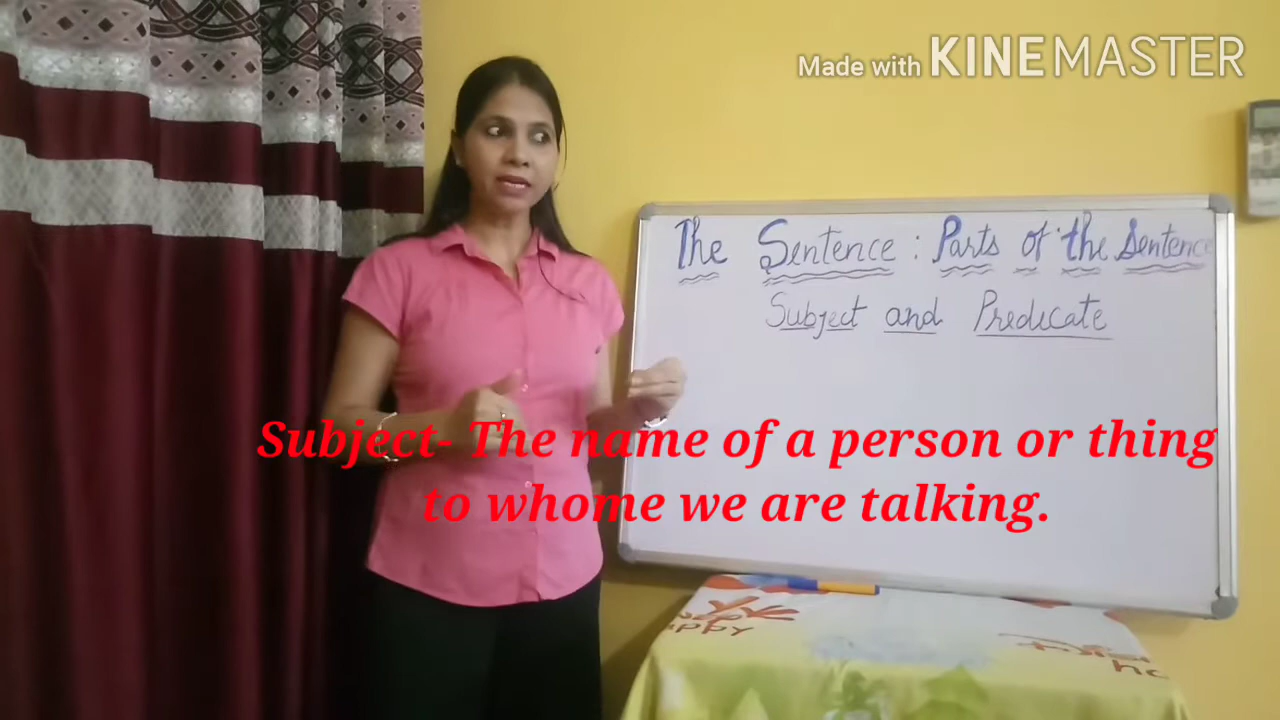 Made with KINEMASTER
The Sentence : Parts of the Sentence
Subject and Predicate
Subject- The name of a person or thing
to whome we are talking.
appy